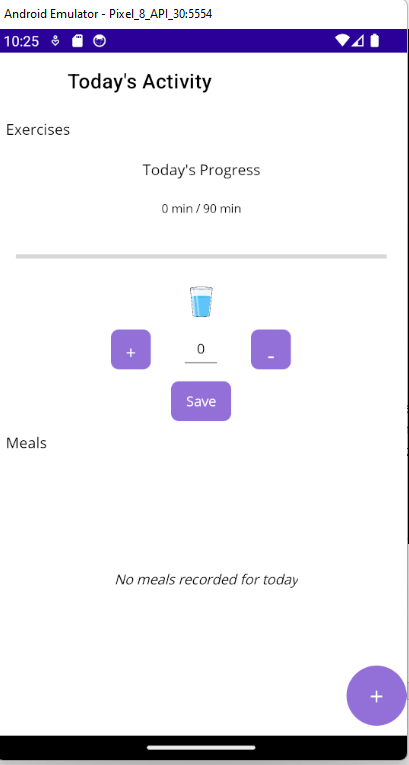 Android Emulator - Pixel_8_API_30:5554
10:25
Today's Activity
Exercises
Today's Progress
0 min / 90 min
+ 0 -
Save
Meals
No meals recorded for today
+